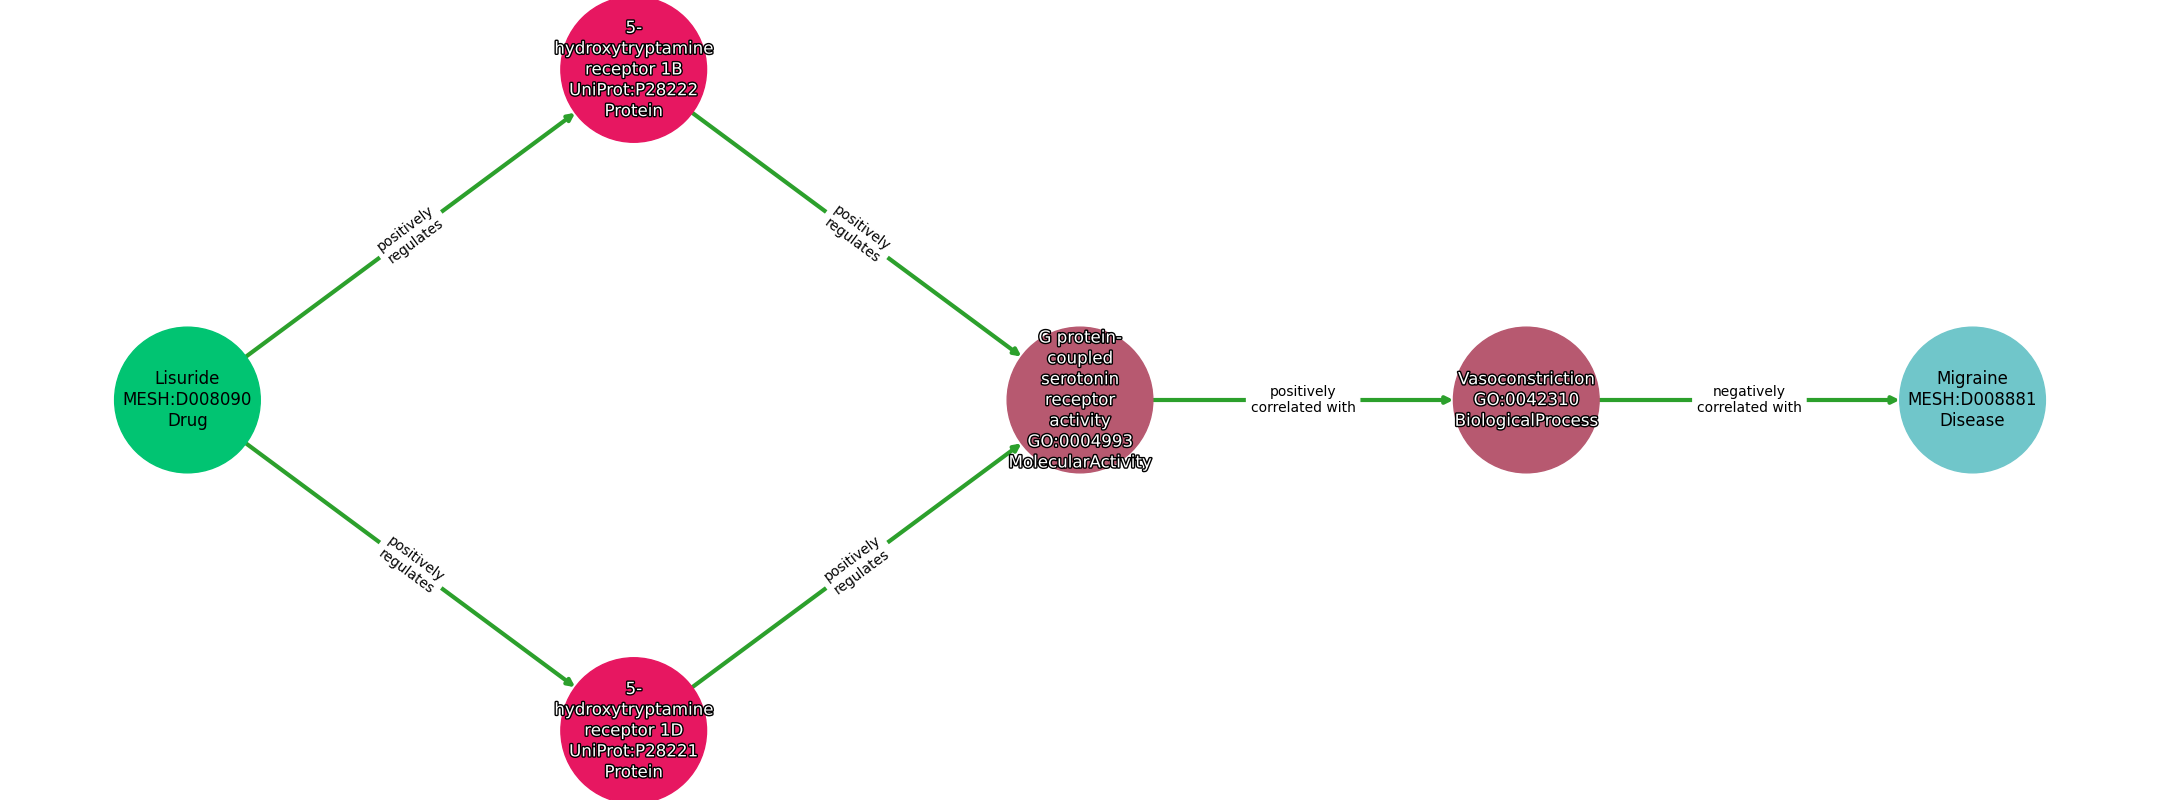 5-
hydroxytryptamine
receptor 1B
UniProt:P28222
Protein
positively
regulates
positively
regulates
Lisuride
MESH:D008090
Drug
G protein-
coupled
serotonin
receptor
activity
GO:0004993
MolecularActivity
positively
correlated with
Vasoconstriction
GO:0042310
BiologicalProcess
negatively
correlated with
Migraine
MESH:D008881
Disease
positively
regulates
positively
regulates
5-
hydroxytryptamine
receptor 1D
UniProt:P28221
Protein